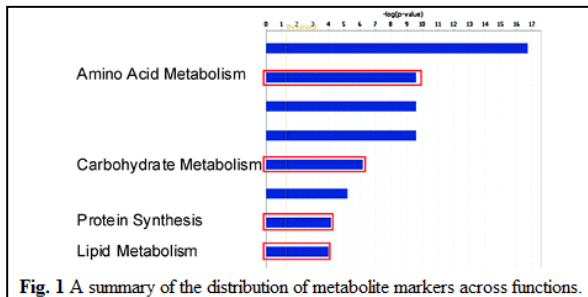 -log(p-value)
0 1 2 3 4 5 6 7 8 9 10 11 12 13 14 15 16 17
Threshold
Amino Acid Metabolism
Carbohydrate Metabolism
Protein Synthesis
Lipid Metabolism
Fig. 1 A summary of the distribution of metabolite markers across functions.